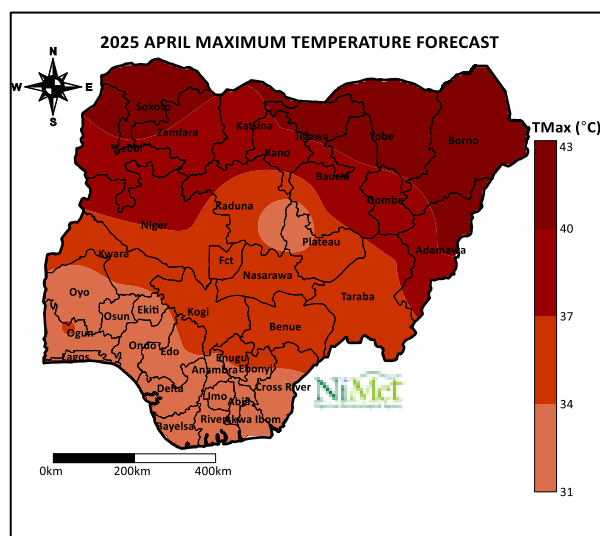 2025 APRIL MAXIMUM TEMPERATURE FORECAST
N
W E
S
TMax (°C)
43
40
37
34
31
Sokoto
Zamfara
Katsina
Jigawa
Yobe
Borno
Kebbi
Kano
Bauchi
Gombe
Kaduna
Niger
Plateau
Adamawa
Kwara
Fct
Nasarawa
Taraba
Oyo
Osun
Ekiti
Kogi
Benue
Ogun
Ondo
Edo
Lagos
Enugu
Anambra
Ebonyi
Cross River
Delta
Imo
Abia
Bayelsa
Rivers
Akwa Ibom
NiMet
0km 200km 400km